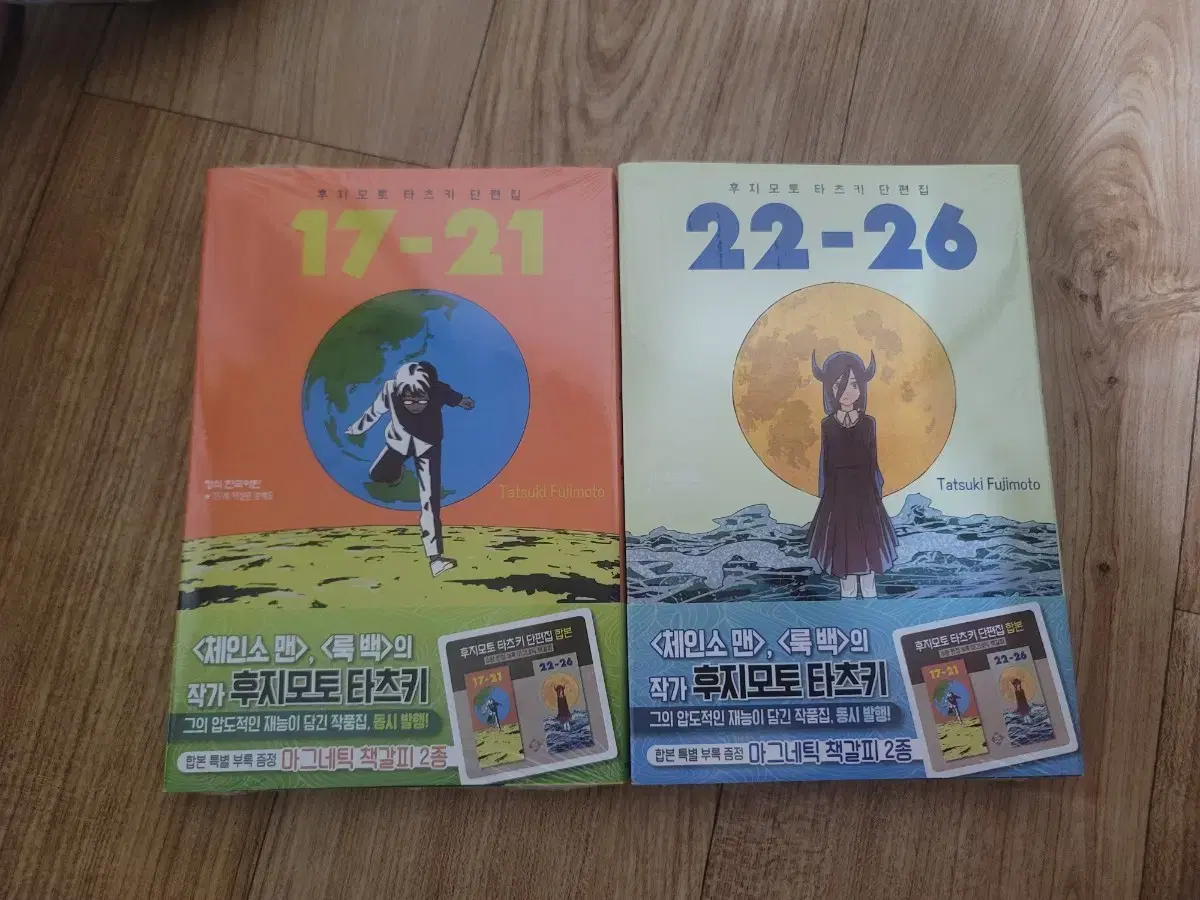 후지모토 타츠키 단편집
17-21
정식 한국어판
Tatsuki Fujimoto
<체인소 맨>, <룩 백>의
작가 후지모토 타츠키
그의 압도적인 재능이 담긴 작품집, 동시 발행!
합본 특별 부록 증정 마그네틱 책갈피 2종
후지모토 타츠키 단편집 합본
17-21
22-26
후지모토 타츠키 단편집
22-26
Tatsuki Fujimoto
<체인소 맨>, <룩 백>의
작가 후지모토 타츠키
그의 압도적인 재능이 담긴 작품집, 동시 발행!
합본 특별 부록 증정 마그네틱 책갈피 2종
후지모토 타츠키 단편집 합본
17-21
22-26